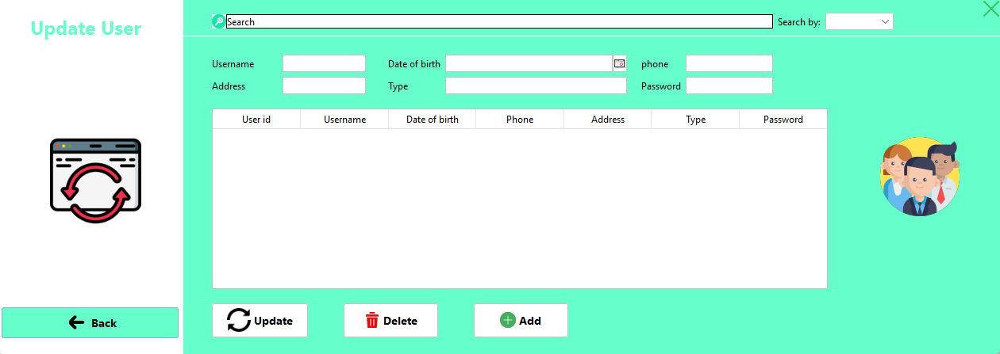 Update User
Search Search by:
Username Date of birth phone
Address Type Password
User id Username Date of birth Phone Address Type Password
Back
Update Delete Add